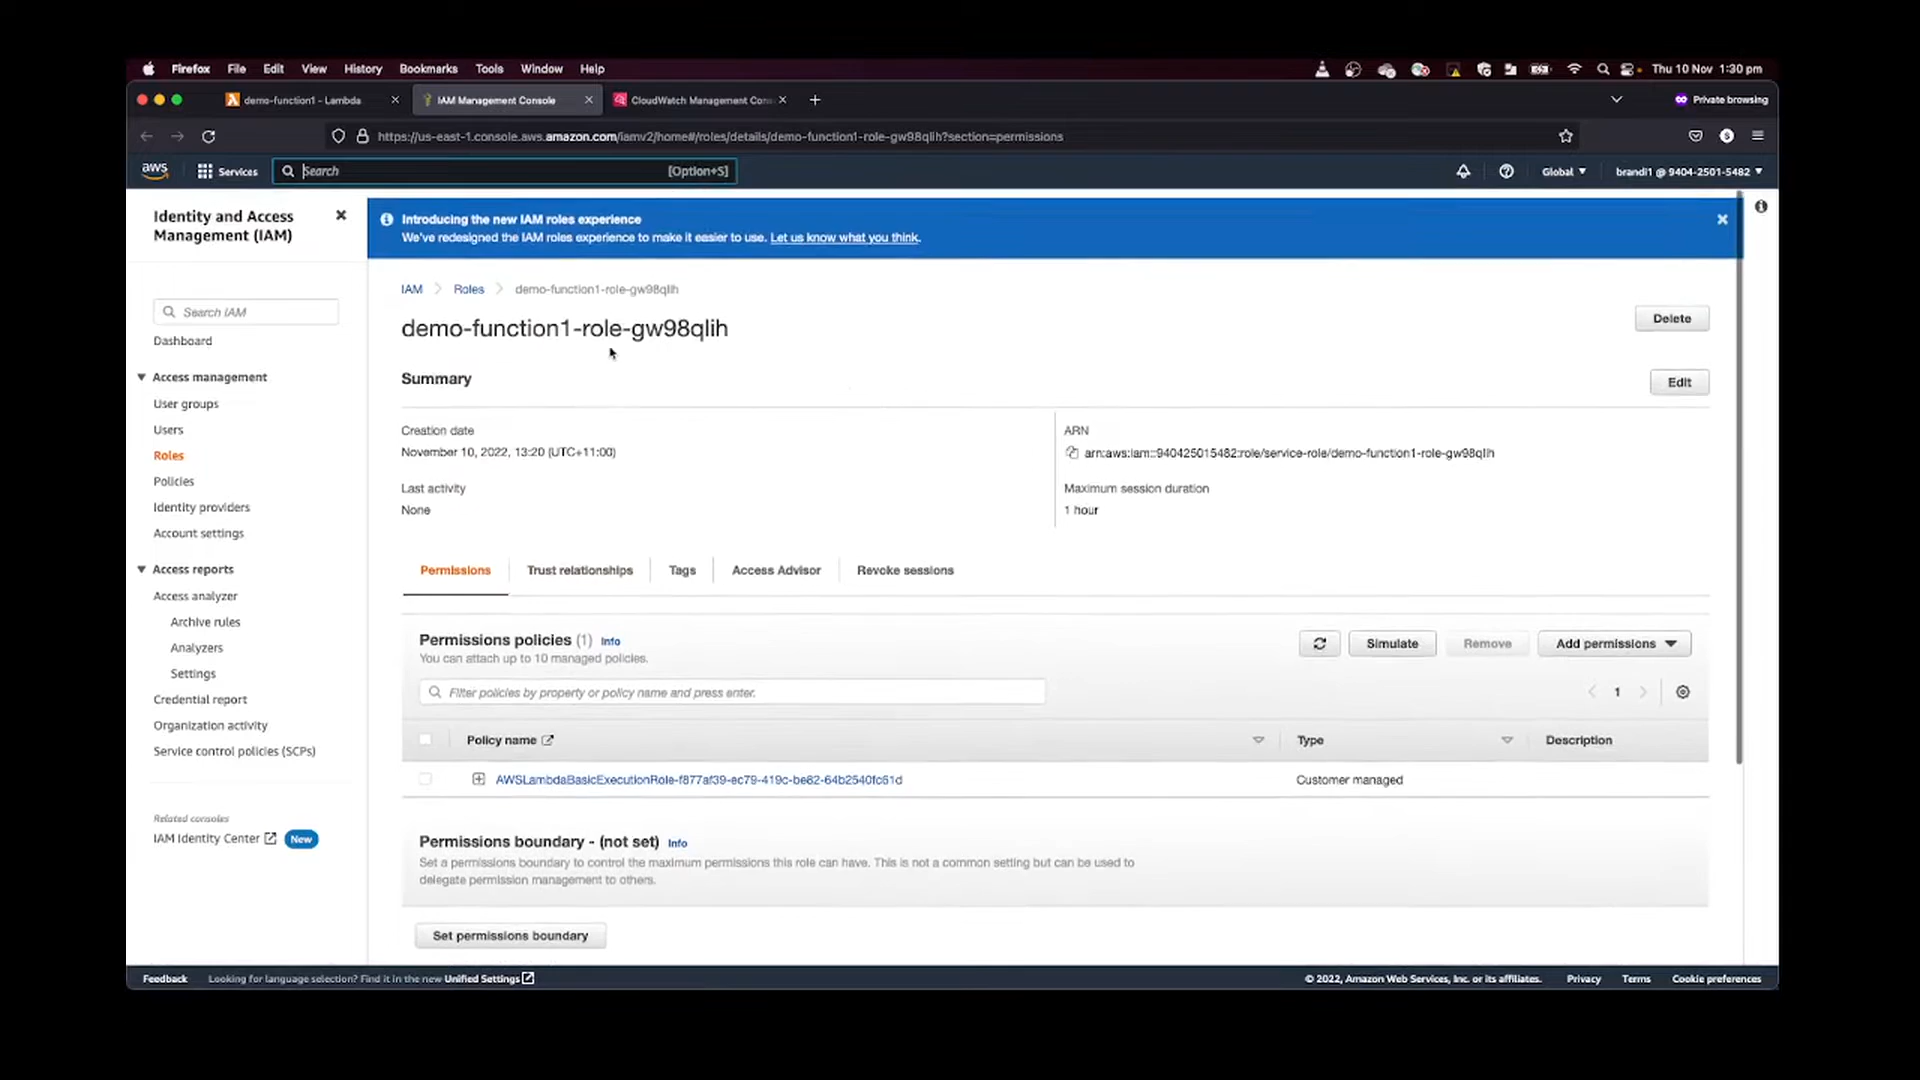 Firefox File Edit View History Bookmarks Tools Window Help Thu 10 Nov 1:30 pm
demo-function1 - Lambda IAM Management Console CloudWatch Management Con Private browsing
https://us-east-1.console.aws.amazon.com/iamv2/home#/roles/details/demo-function1-role-gw98qlih?section=permissions
aws Services Search [Option+S] Global brandi1 @ 9404-2501-5482
Identity and Access
Management (IAM)
Search IAM
Dashboard
Access management
User groups
Users
Roles
Policies
Identity providers
Account settings
Access reports
Access analyzer
Archive rules
Analyzers
Settings
Credential report
Organization activity
Service control policies (SCPs)
Related consoles
IAM Identity Center New
Introducing the new IAM roles experience
We've redesigned the IAM roles experience to make it easier to use. Let us know what you think.
IAM Roles demo-function1-role-gw98qlih
demo-function1-role-gw98qlih
Delete
Summary
Edit
Creation date
November 10, 2022, 13:20 (UTC+11:00)
ARN
arn:aws:iam::940425015482:role/service-role/demo-function1-role-gw98qlih
Last activity
None
Maximum session duration
1 hour
Permissions Trust relationships Tags Access Advisor Revoke sessions
Permissions policies (1) Info
You can attach up to 10 managed policies.
Simulate Remove Add permissions
Filter policies by property or policy name and press enter.
1
Policy name Type Description
AWSLambdaBasicExecutionRole-f877af39-ec79-419c-be82-64b2540fc61d Customer managed
Permissions boundary - (not set) Info
Set a permissions boundary to control the maximum permissions this role can have. This is not a common setting but can be used to
delegate permission management to others.
Set permissions boundary
Feedback Looking for language selection? Find it in the new Unified Settings © 2022, Amazon Web Services, Inc. or its affiliates. Privacy Terms Cookie preferences